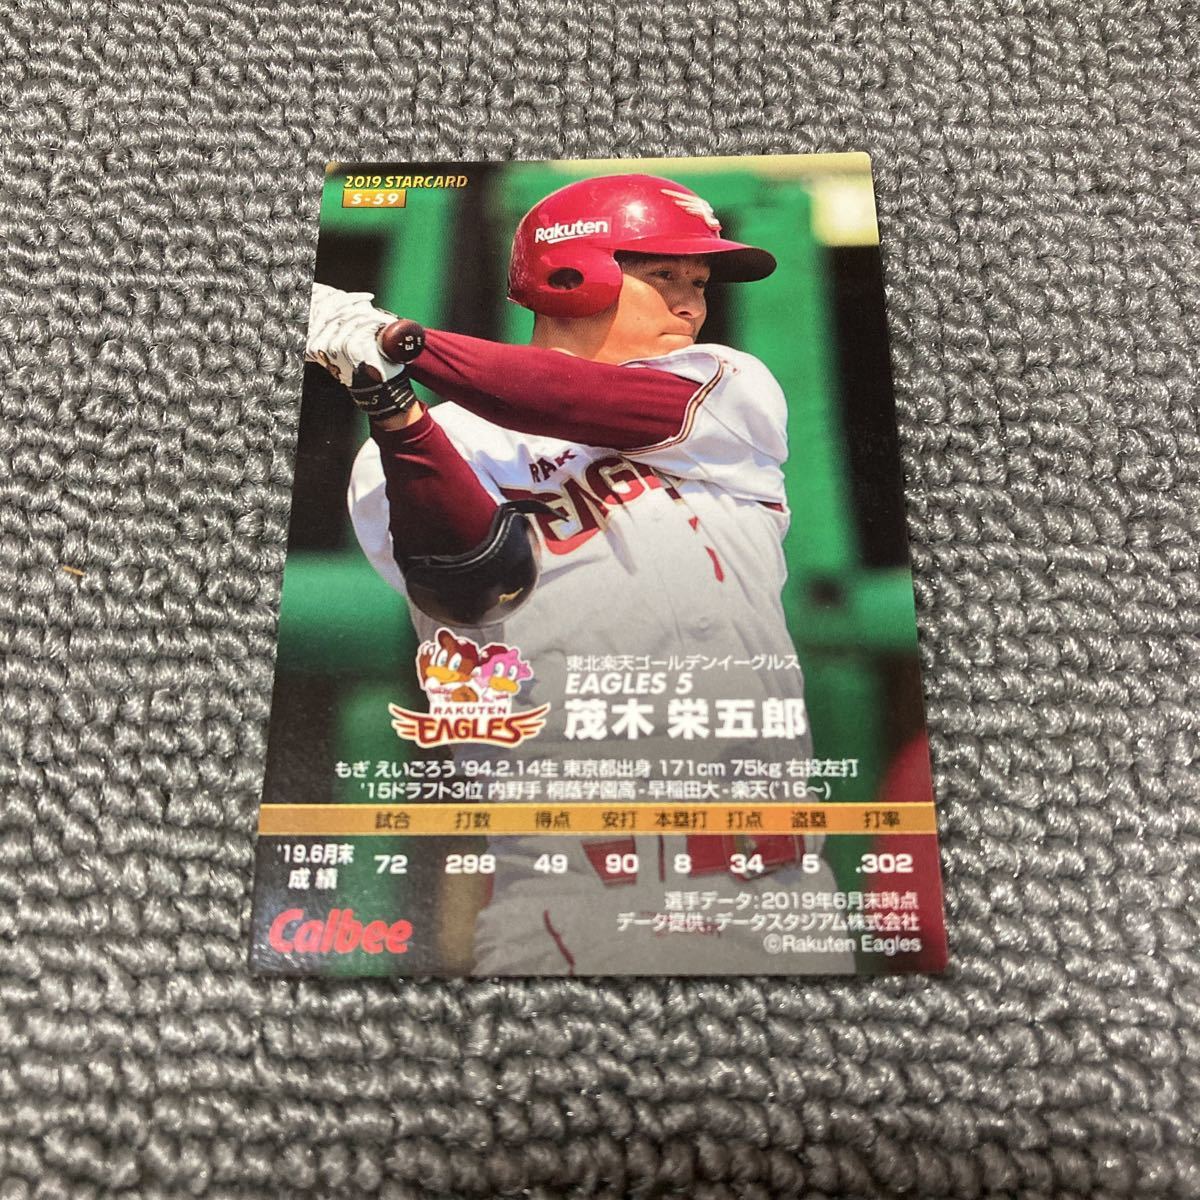 2019 STARCARD
S-59
Rakuten
E.5
RAK
EAGL
東北楽天ゴールデンイーグルス
EAGLES 5
茂木 栄五郎
RAKUTEN
EAGLES
もぎ えいごろう '94.2.14生 東京都出身 171cm 75kg 右投左打
'15ドラフト3位 内野手 桐蔭学園高-早稲田大-楽天('16〜)
試合 打数 得点 安打 本塁打 打点 盗塁 打率
'19.6月末成績 72 298 49 90 8 34 5 .302
選手データ:2019年6月末時点
データ提供:データスタジアム株式会社
©Rakuten Eagles
Calbee